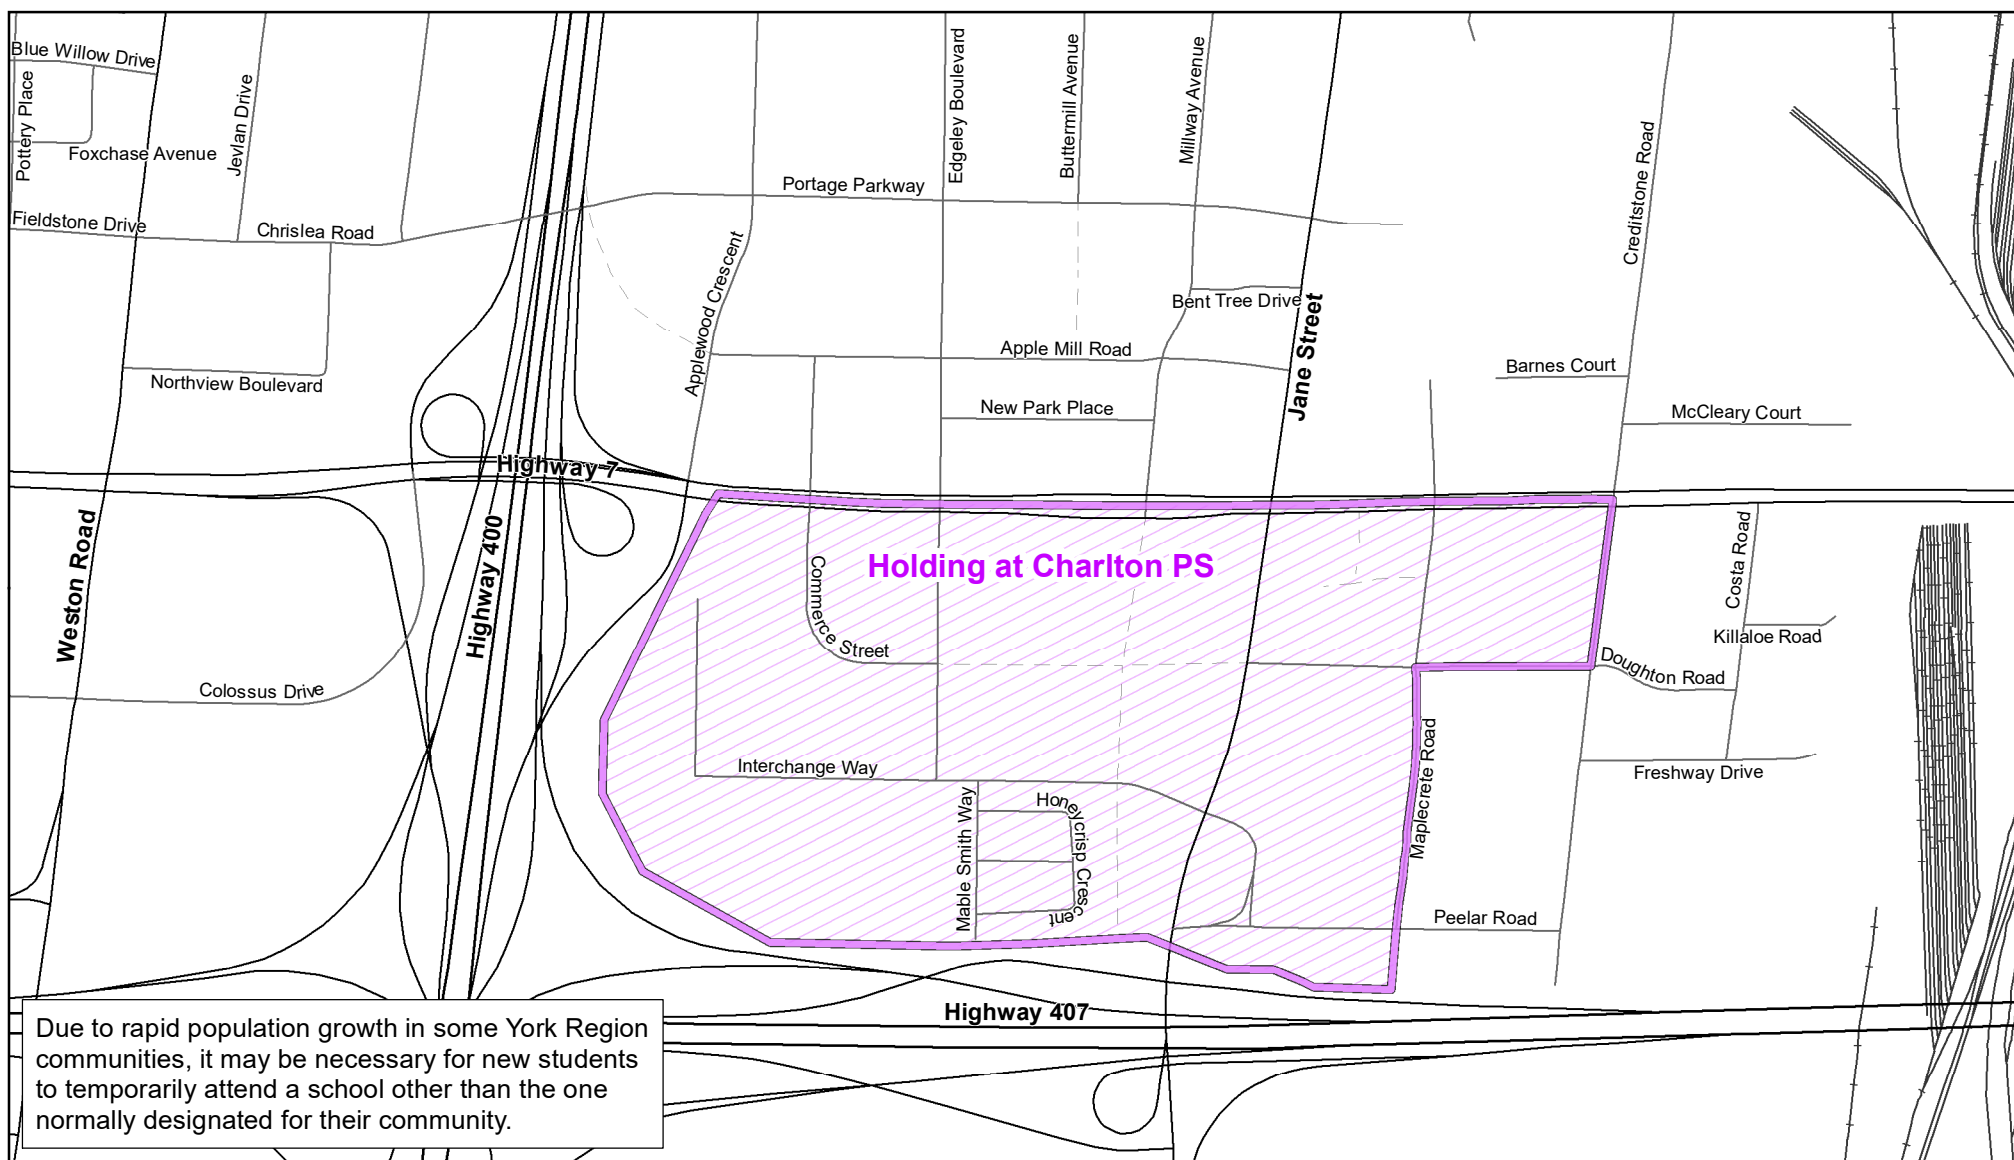 Blue Willow Drive
Pottery Place
Foxchase Avenue
Jevlan Drive
Fieldstone Drive
Chrislea Road
Northview Boulevard
Portage Parkway
Edgeley Boulevard
Buttermill Avenue
Millway Avenue
Applewood Crescent
Bent Tree Drive
Apple Mill Road
New Park Place
Jane Street
Creditstone Road
Barnes Court
McCleary Court
Highway 7
Highway 400
Weston Road
Colossus Drive
Holding at Charlton PS
Commerce Street
Interchange Way
Mable Smith Way
Honeycrisp Crescent
Maplecrete Road
Costa Road
Killaloe Road
Doughton Road
Freshway Drive
Peelar Road
Highway 407
Due to rapid population growth in some York Region
communities, it may be necessary for new students
to temporarily attend a school other than the one
normally designated for their community.